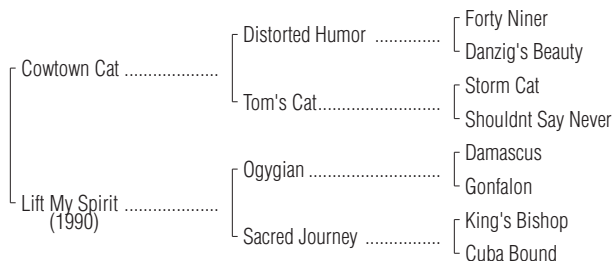 Forty Niner
Distorted Humor ..............
Danzig's Beauty
Cowtown Cat ....................
Storm Cat
Tom's Cat..........................
Shouldnt Say Never
Damascus
Ogygian ............................
Gonfalon
Lift My Spirit ....................
(1990)
King's Bishop
Sacred Journey ................
Cuba Bound